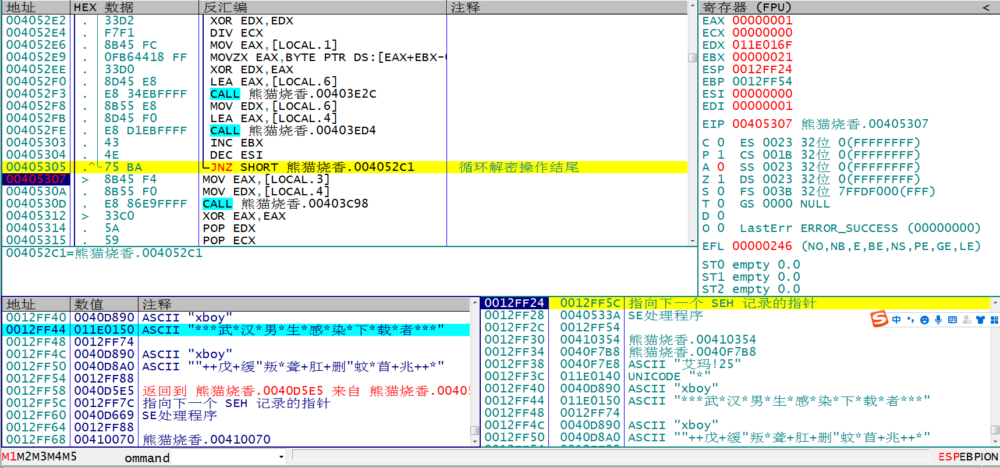 地址 HEX 数据 反汇编 注释
004052E2 . 33D2 XOR EDX,EDX
004052E4 . F7F1 DIV ECX
004052E6 . 8B45 FC MOV EAX,[LOCAL.1]
004052E9 . 0FB64418 FF MOVZX EAX,BYTE PTR DS:[EAX+EBX-
004052EE . 33D0 XOR EDX,EAX
004052F0 . 8D45 E8 LEA EAX,[LOCAL.6]
004052F3 . E8 34EBFFFF CALL 熊猫烧香.00403E2C
004052F8 . 8B55 E8 MOV EDX,[LOCAL.6]
004052FB . 8D45 F0 LEA EAX,[LOCAL.4]
004052FE . E8 D1EBFFFF CALL 熊猫烧香.00403ED4
00405303 . 43 INC EBX
00405304 . 4E DEC ESI
00405305 .^ 75 BA JNZ SHORT 熊猫烧香.004052C1 循环解密操作结尾
00405307 > 8B45 F4 MOV EAX,[LOCAL.3]
0040530A . 8B55 F0 MOV EDX,[LOCAL.4]
0040530D . E8 86E9FFFF CALL 熊猫烧香.00403C98
00405312 > 33C0 XOR EAX,EAX
00405314 . 5A POP EDX
00405315 . 59 POP ECX
004052C1=熊猫烧香.004052C1
寄存器 (FPU) <
EAX 00000001
ECX 00000000
EDX 011E016F
EBX 00000021
ESP 0012FF24
EBP 0012FF54
ESI 00000000
EDI 00000001
EIP 00405307 熊猫烧香.00405307
C 0 ES 0023 32位 0(FFFFFFFF)
P 1 CS 001B 32位 0(FFFFFFFF)
A 0 SS 0023 32位 0(FFFFFFFF)
Z 1 DS 0023 32位 0(FFFFFFFF)
S 0 FS 003B 32位 7FFDF000(FFF)
T 0 GS 0000 NULL
D 0
O 0 LastErr ERROR_SUCCESS (00000000)
EFL 00000246 (NO,NB,E,BE,NS,PE,GE,LE)
ST0 empty 0.0
ST1 empty 0.0
ST2 empty 0.0
地址 数值 注释
0012FF40 0040D890 ASCII "xboy"
0012FF44 011E0150 ASCII "***武*汉*男*生*感*染*下*载*者***"
0012FF48 0012FF74
0012FF4C 0040D890 ASCII "xboy"
0012FF50 0040D8A0 ASCII ""++戊+缓"叛*聋+肛+删"蚊*苜+兆++*"
0012FF54 0012FF88
0012FF58 0040D5E5 返回到 熊猫烧香.0040D5E5 来自 熊猫烧香.00405
0012FF5C 0012FF7C 指向下一个 SEH 记录的指针
0012FF60 0040D669 SE处理程序
0012FF64 0012FF88
0012FF68 00410070 熊猫烧香.00410070
0012FF24 0012FF5C 指向下一个 SEH 记录的指针
0012FF28 0040533A SE处理程序
0012FF2C 0012FF54
0012FF30 00410354 熊猫烧香.00410354
0012FF34 0040F7B8 熊猫烧香.0040F7B8
0012FF38 0040F7E8 ASCII "艾玛!25"
0012FF3C 011E0140 UNICODE "*"
0012FF40 0040D890 ASCII "xboy"
0012FF44 011E0150 ASCII "***武*汉*男*生*感*染*下*载*者***"
0012FF48 0012FF74
0012FF4C 0040D890 ASCII "xboy"
0012FF50 0040D8A0 ASCII ""++戊+缓"叛*聋+肛+删"蚊*苜+兆++*"
中
M1M2M3M4M5 ommand ESPEBPION